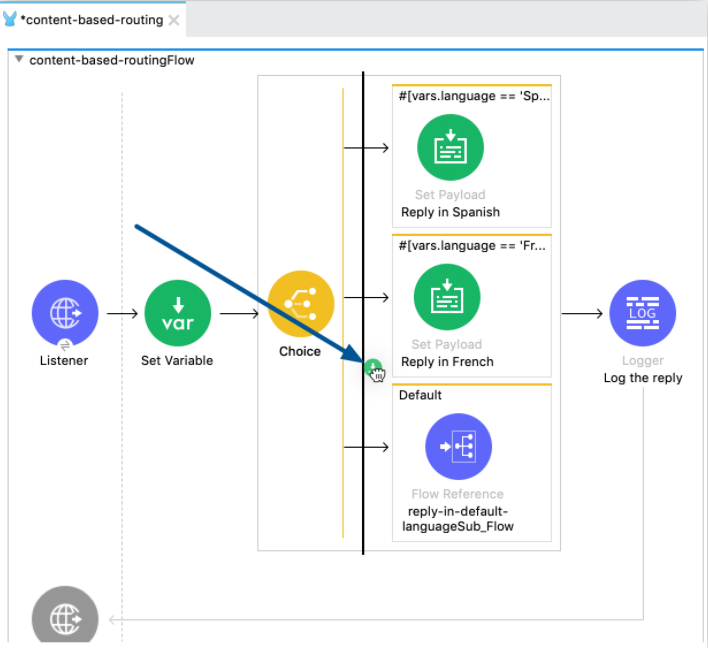 *content-based-routing
content-based-routingFlow
#[vars.language == 'Sp...
Set Payload
Reply in Spanish
#[vars.language == 'Fr...
var
LOG
Listener
Set Variable
Choice
Set Payload
Reply in French
Logger
Log the reply
Default
Flow Reference
reply-in-default-
languageSub_Flow